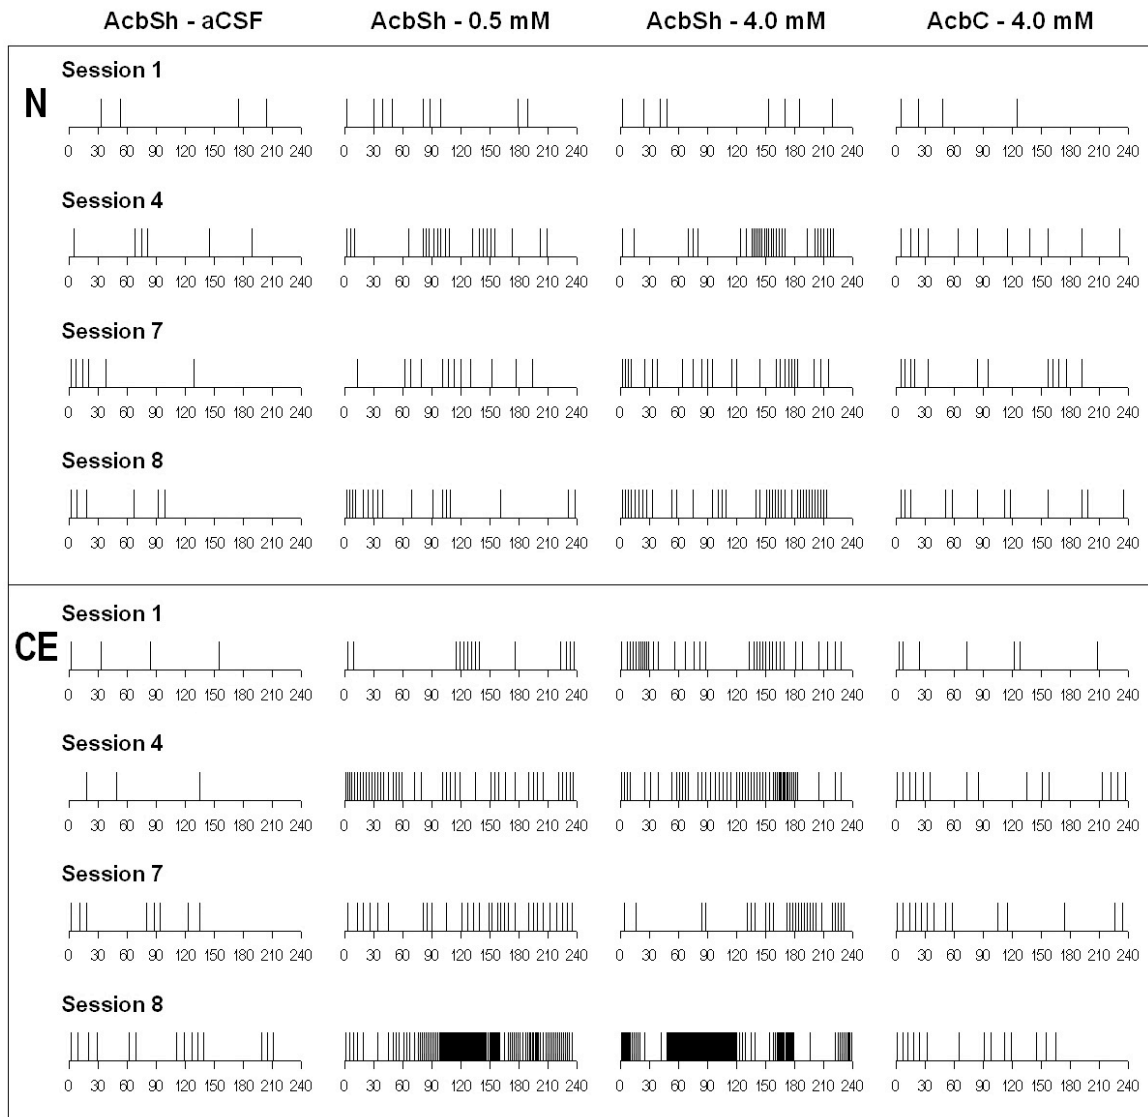 AcbSh - aCSF AcbSh - 0.5 mM AcbSh - 4.0 mM AcbC - 4.0 mM
N
Session 1
0 30 60 90 120 150 180 210 240 0 30 60 90 120 150 180 210 240 0 30 60 90 120 150 180 210 240 0 30 60 90 120 150 180 210 240
Session 4
0 30 60 90 120 150 180 210 240 0 30 60 90 120 150 180 210 240 0 30 60 90 120 150 180 210 240 0 30 60 90 120 150 180 210 240
Session 7
0 30 60 90 120 150 180 210 240 0 30 60 90 120 150 180 210 240 0 30 60 90 120 150 180 210 240 0 30 60 90 120 150 180 210 240
Session 8
0 30 60 90 120 150 180 210 240 0 30 60 90 120 150 180 210 240 0 30 60 90 120 150 180 210 240 0 30 60 90 120 150 180 210 240
CE
Session 1
0 30 60 90 120 150 180 210 240 0 30 60 90 120 150 180 210 240 0 30 60 90 120 150 180 210 240 0 30 60 90 120 150 180 210 240
Session 4
0 30 60 90 120 150 180 210 240 0 30 60 90 120 150 180 210 240 0 30 60 90 120 150 180 210 240 0 30 60 90 120 150 180 210 240
Session 7
0 30 60 90 120 150 180 210 240 0 30 60 90 120 150 180 210 240 0 30 60 90 120 150 180 210 240 0 30 60 90 120 150 180 210 240
Session 8
0 30 60 90 120 150 180 210 240 0 30 60 90 120 150 180 210 240 0 30 60 90 120 150 180 210 240 0 30 60 90 120 150 180 210 240